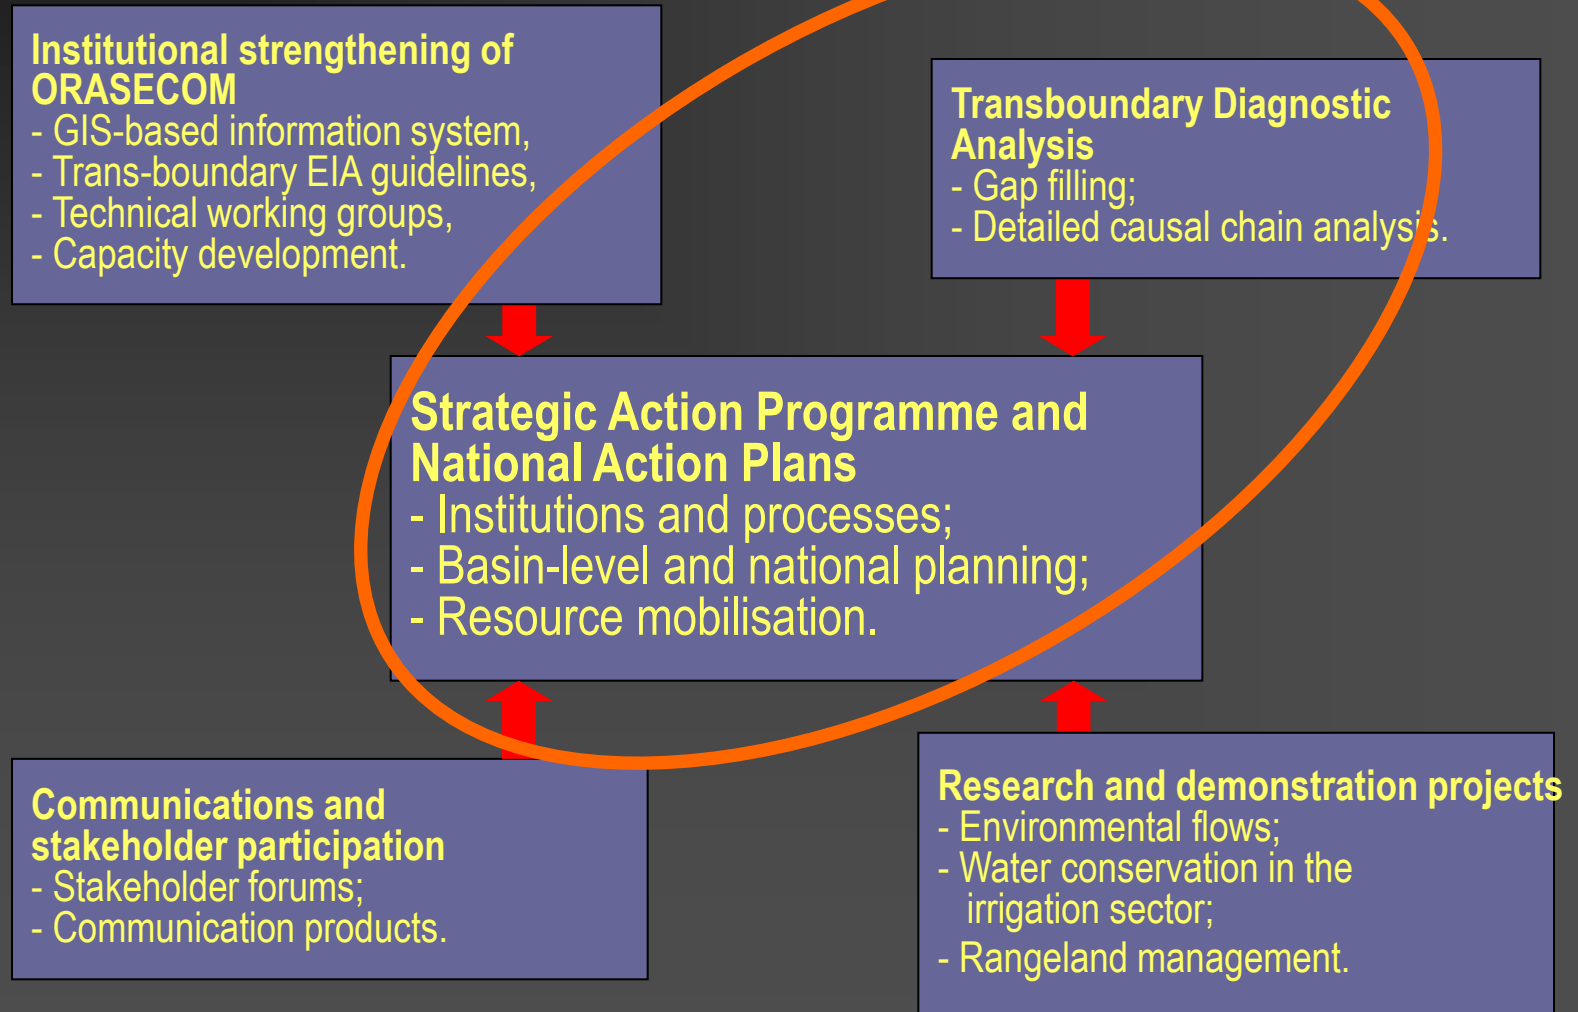 Institutional strengthening of
ORASECOM
- GIS-based information system,
- Trans-boundary EIA guidelines,
- Technical working groups,
- Capacity development.
Transboundary Diagnostic
Analysis
- Gap filling;
- Detailed causal chain analysis.
Strategic Action Programme and
National Action Plans
- Institutions and processes;
- Basin-level and national planning;
- Resource mobilisation.
Communications and
stakeholder participation
- Stakeholder forums;
- Communication products.
Research and demonstration projects
- Environmental flows;
- Water conservation in the
irrigation sector;
- Rangeland management.